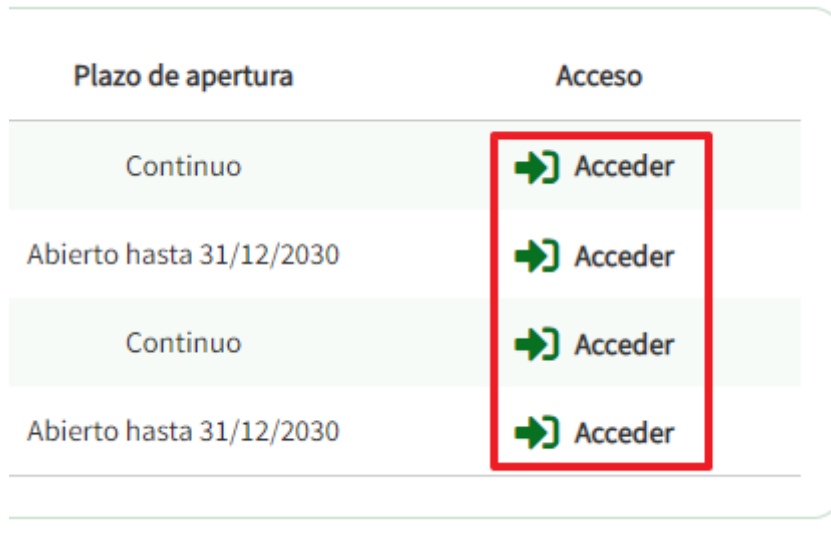 Plazo de apertura Acceso
Continuo Acceder
Abierto hasta 31/12/2030 Acceder
Continuo Acceder
Abierto hasta 31/12/2030 Acceder